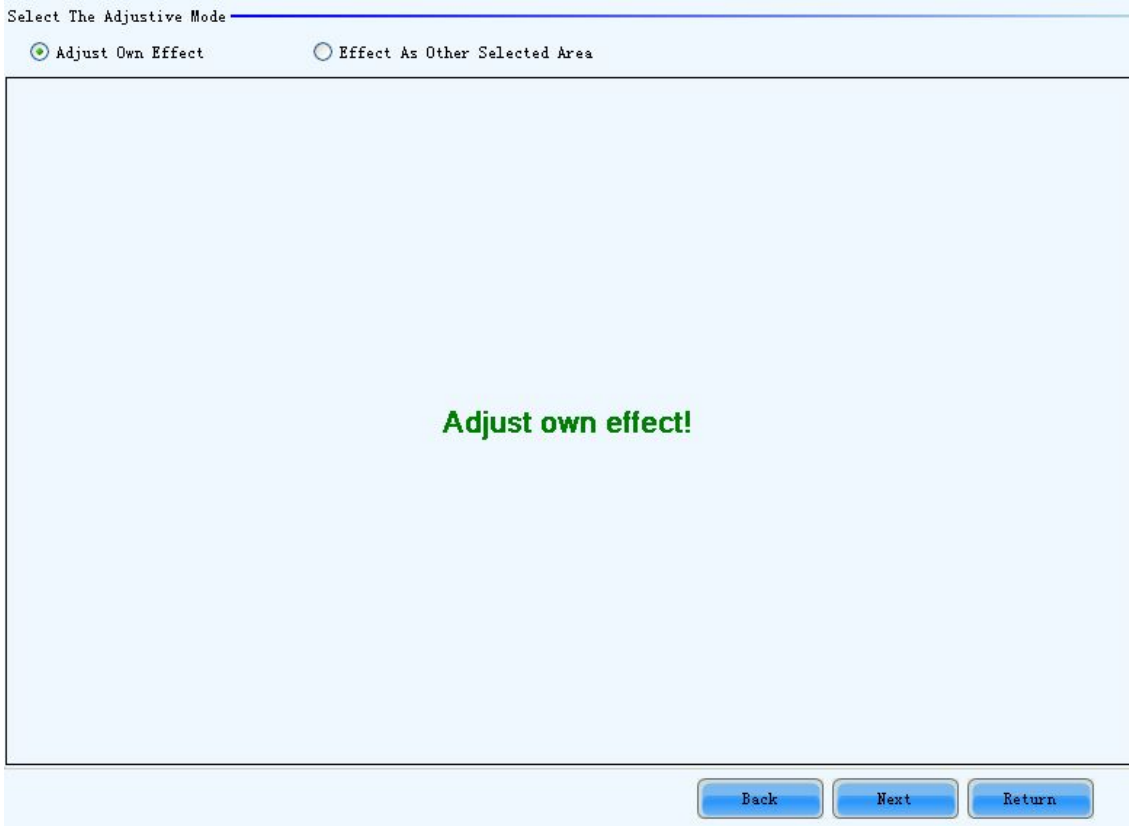 Select The Adjustive Mode
Adjust Own Effect Effect As Other Selected Area
Adjust own effect!
Back Next Return